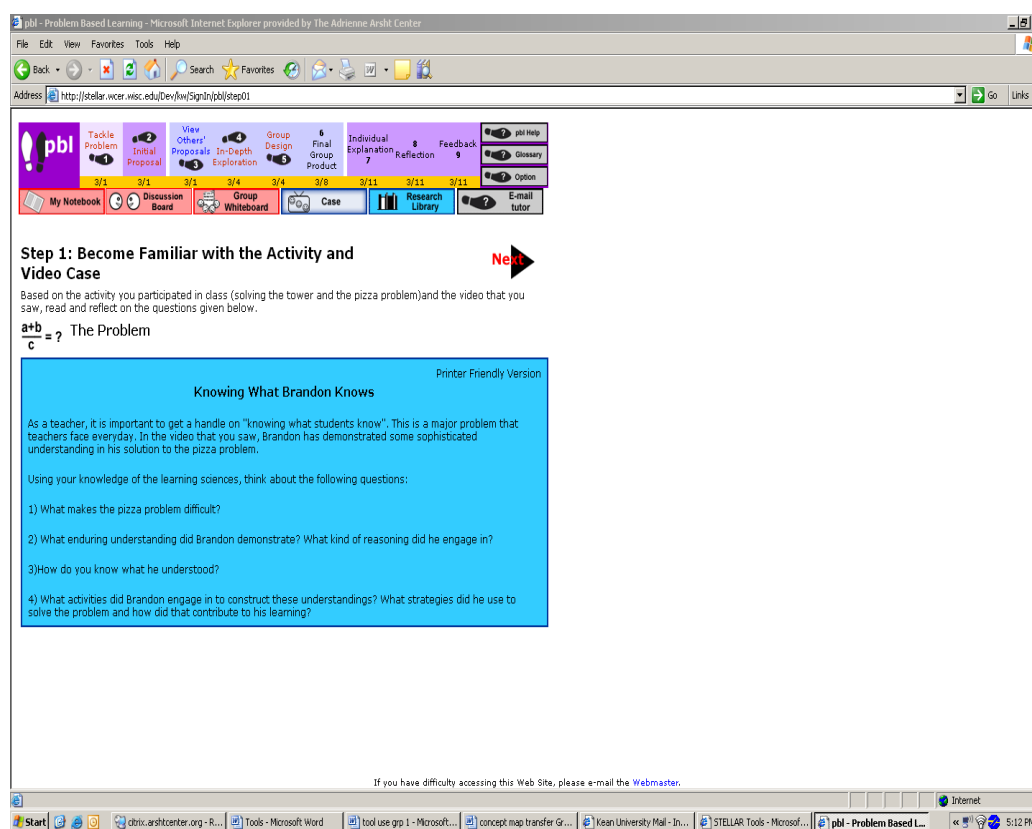 pbl - Problem Based Learning - Microsoft Internet Explorer provided by The Adrienne Arsht Center
File Edit View Favorites Tools Help
Back Search Favorites
Address http://stellar.wcer.wisc.edu/Dev/kw/SignIn/pbl/step01 Go Links
pbl
Tackle Problem 1
2 Initial Proposal
View Others' Proposals 3
4 In-Depth Exploration
Group Design 5
6 Final Group Product
Individual Explanation 7
8 Reflection
Feedback 9
? pbl Help
? Glossary
? Option
3/1 3/1 3/1 3/4 3/4 3/8 3/11 3/11 3/11
My Notebook
Discussion Board
Group Whiteboard
Case
Research Library
? E-mail tutor
Step 1: Become Familiar with the Activity and
Video Case
Next
Based on the activity you participated in class (solving the tower and the pizza problem)and the video that you
saw, read and reflect on the questions given below.
a+b
c
= ? The Problem
Printer Friendly Version
Knowing What Brandon Knows
As a teacher, it is important to get a handle on "knowing what students know". This is a major problem that
teachers face everyday. In the video that you saw, Brandon has demonstrated some sophisticated
understanding in his solution to the pizza problem.
Using your knowledge of the learning sciences, think about the following questions:
1) What makes the pizza problem difficult?
2) What enduring understanding did Brandon demonstrate? What kind of reasoning did he engage in?
3)How do you know what he understood?
4) What activities did Brandon engage in to construct these understandings? What strategies did he use to
solve the problem and how did that contribute to his learning?
If you have difficulty accessing this Web Site, please e-mail the Webmaster.
Internet
Start citrix.arshtcenter.org - R... Tools - Microsoft Word tool use grp 1 - Microsoft... concept map transfer Gr... Kean University Mail - In... STELLAR Tools - Microsof... pbl - Problem Based L... « 5:12 PM